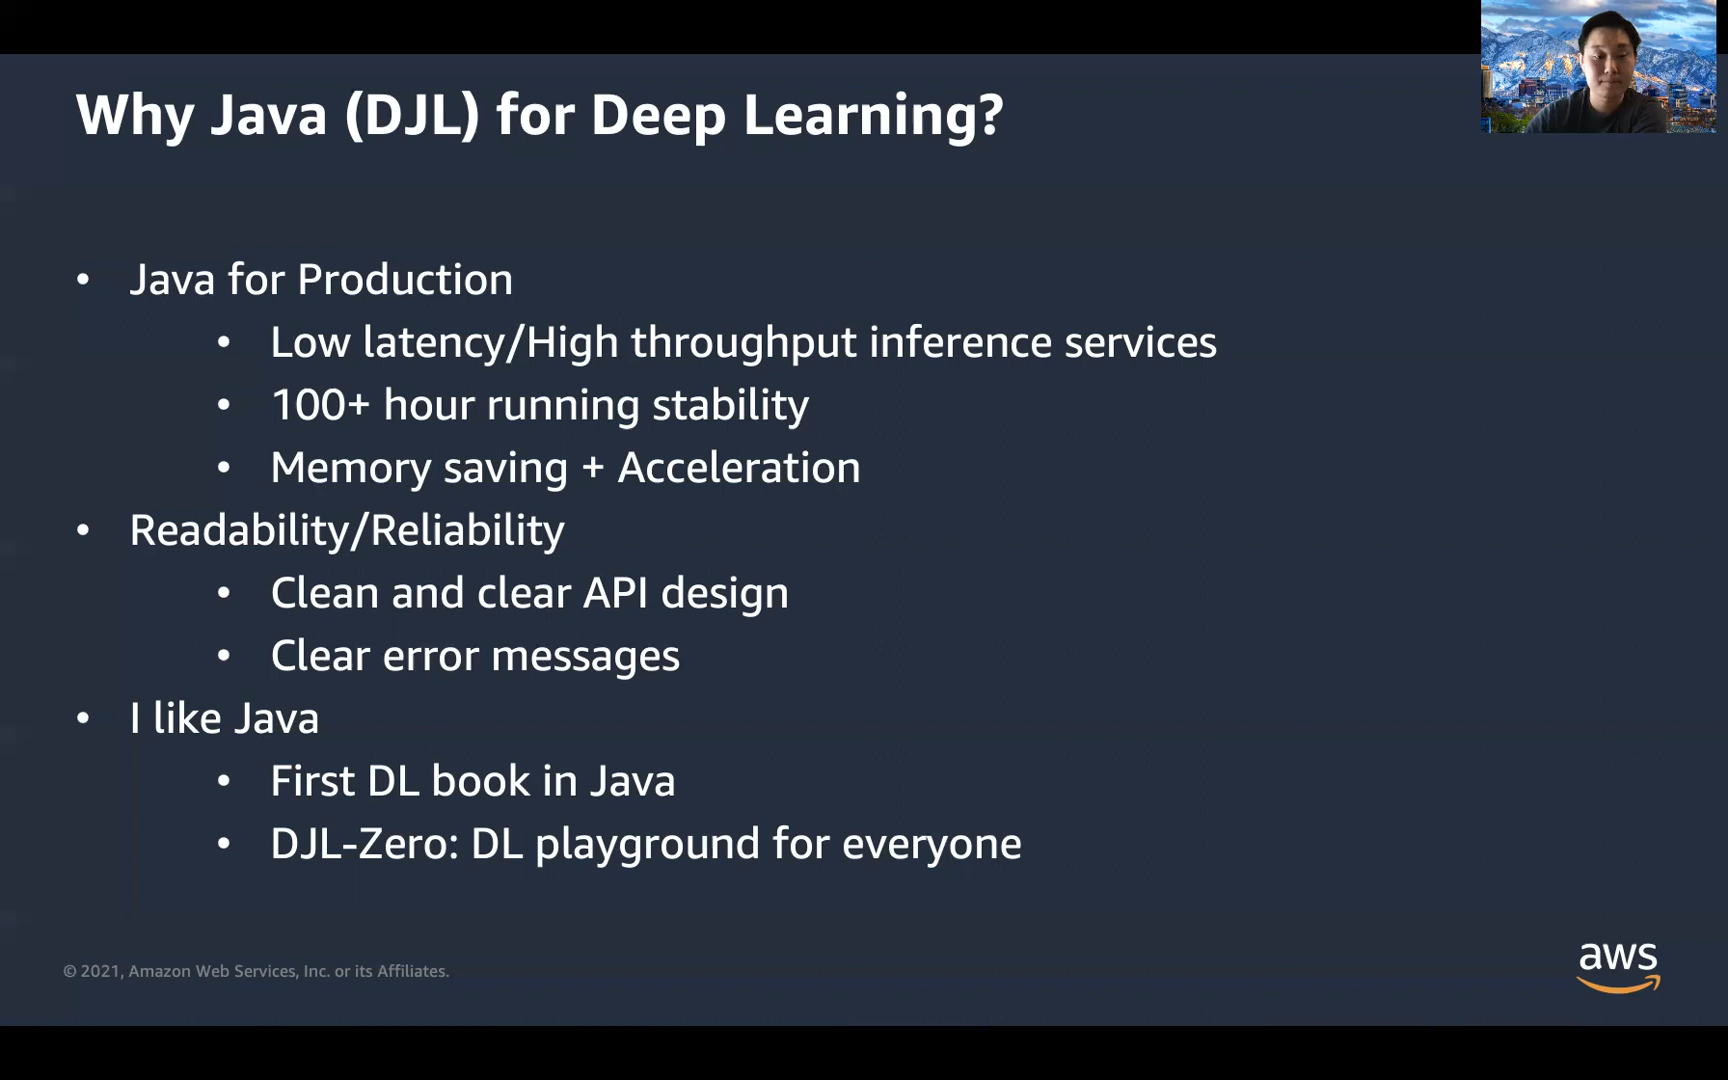 Why Java (DJL) for Deep Learning?
• Java for Production
• Low latency/High throughput inference services
• 100+ hour running stability
• Memory saving + Acceleration
• Readability/Reliability
• Clean and clear API design
• Clear error messages
• I like Java
• First DL book in Java
• DJL-Zero: DL playground for everyone
© 2021, Amazon Web Services, Inc. or its Affiliates.
aws